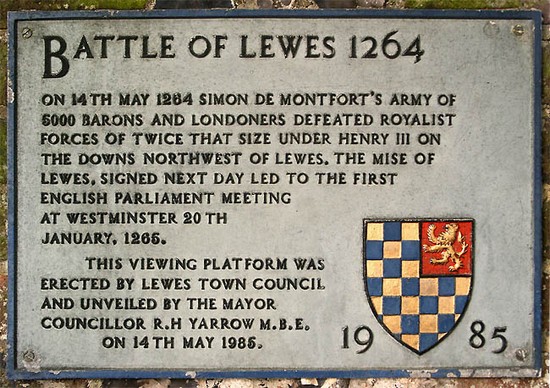 BATTLE OF LEWES 1264
ON 14TH MAY 1264 SIMON DE MONTFORT'S ARMY OF
5000 BARONS AND LONDONERS DEFEATED ROYALIST
FORCES OF TWICE THAT SIZE UNDER HENRY III ON
THE DOWNS NORTHWEST OF LEWES. THE MISE OF
LEWES, SIGNED NEXT DAY LED TO THE FIRST
ENGLISH PARLIAMENT MEETING
AT WESTMINSTER 20TH
JANUARY, 1265.
THIS VIEWING PLATFORM WAS
ERECTED BY LEWES TOWN COUNCIL
AND UNVEILED BY THE MAYOR
COUNCILLOR R.H YARROW M.B.E.
ON 14TH MAY 1985.
19 85